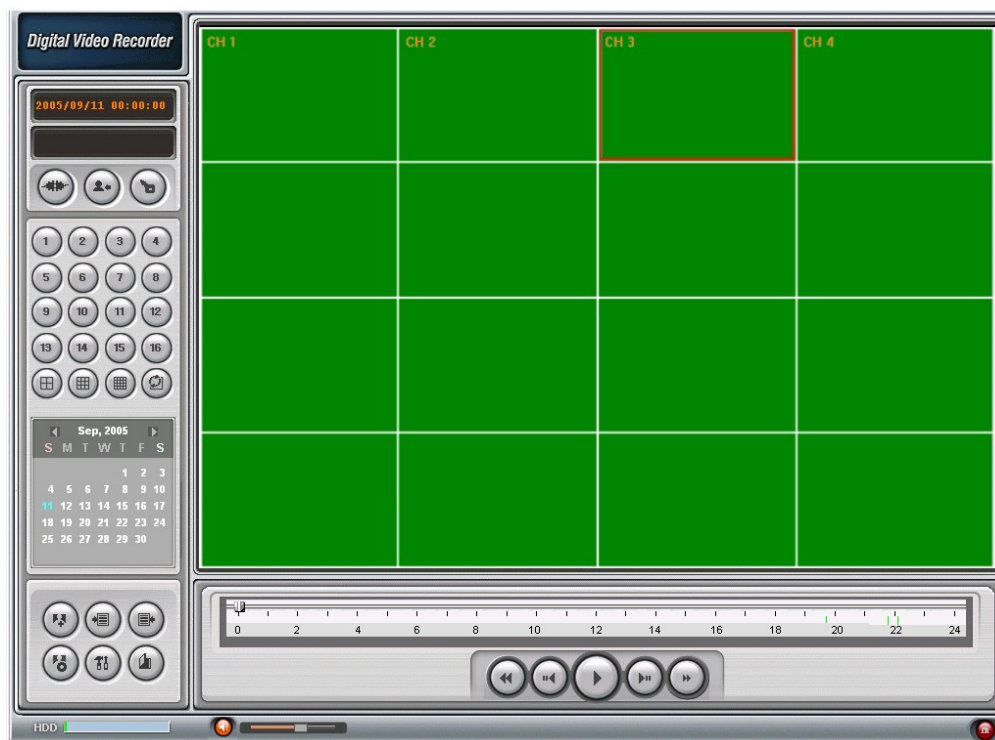 Digital Video Recorder
2005/09/11 00:00:00
CH 1 CH 2 CH 3 CH 4
1 2 3 4
5 6 7 8
9 10 11 12
13 14 15 16
Sep, 2005
S M T W T F S
1 2 3
4 5 6 7 8 9 10
11 12 13 14 15 16 17
18 19 20 21 22 23 24
25 26 27 28 29 30
0 2 4 6 8 10 12 14 16 18 20 22 24
HDD